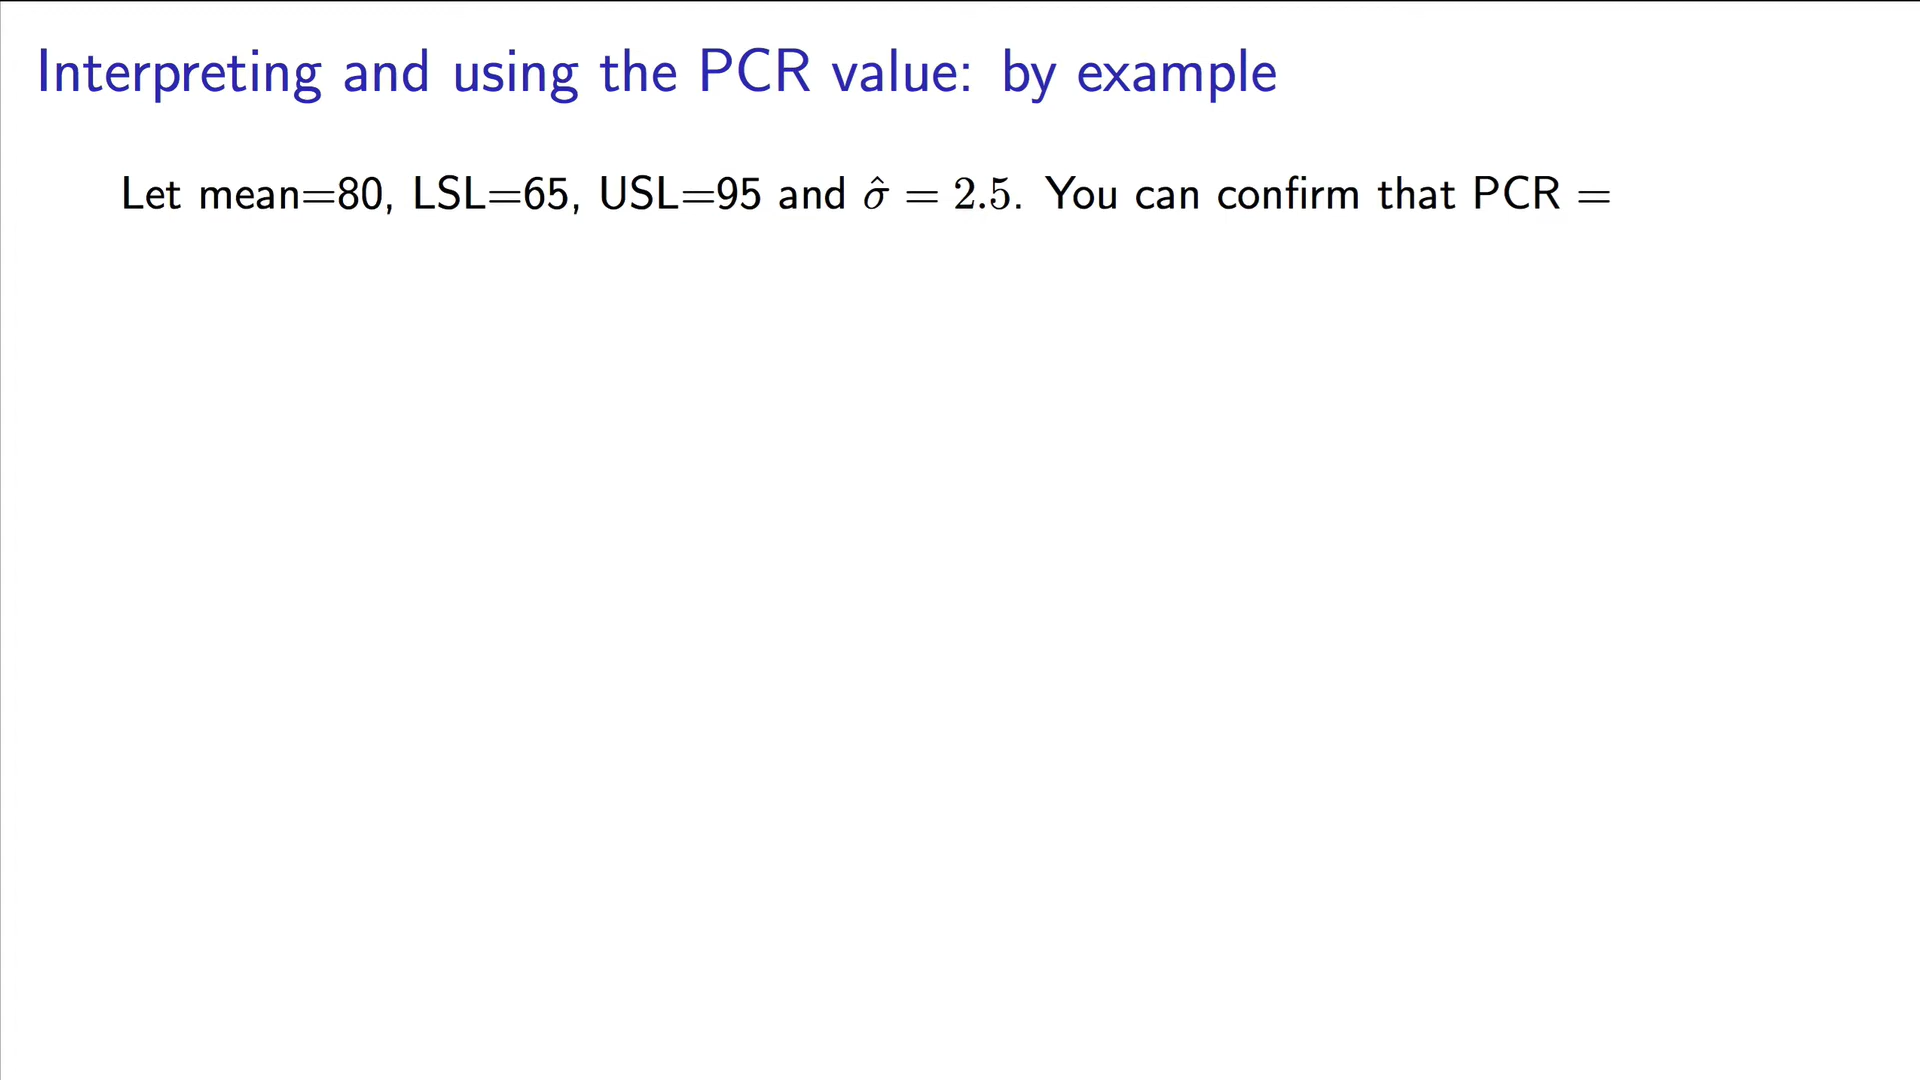 Interpreting and using the PCR value: by example
Let mean=80, LSL=65, USL=95 and σ̂ = 2.5. You can confirm that PCR =